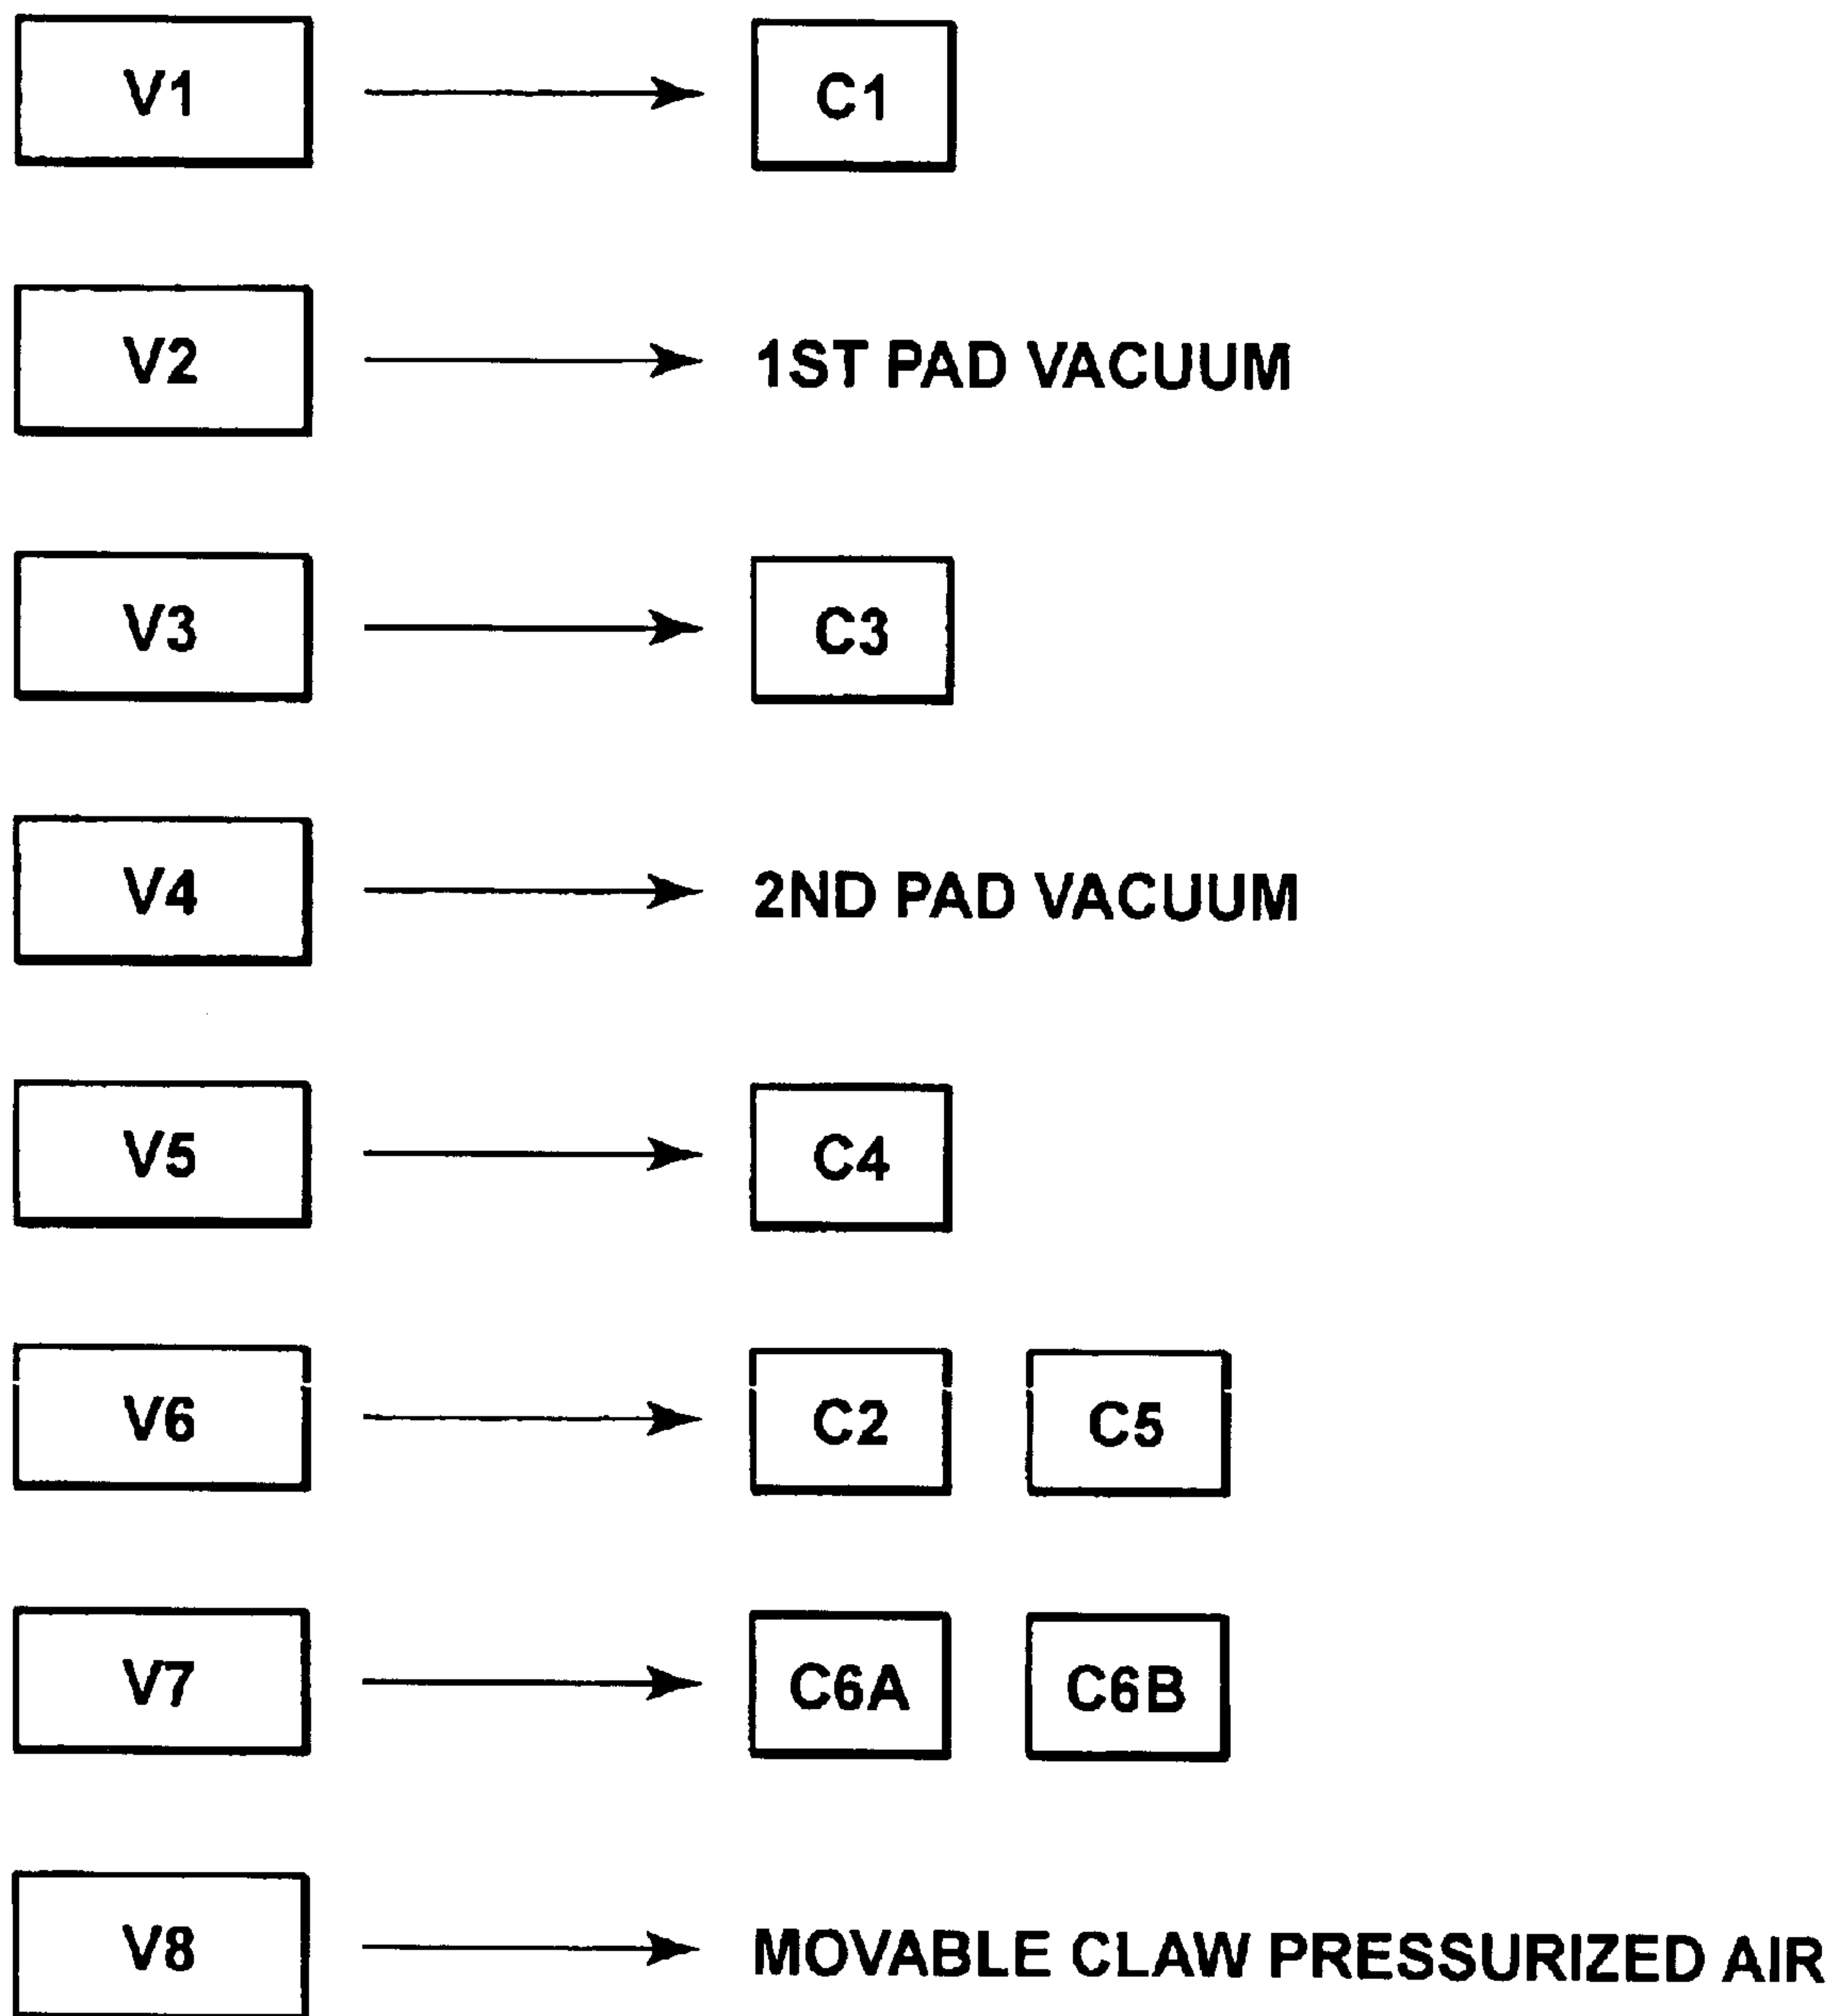 V1 C1
V2 1ST PAD VACUUM
V3 C3
V4 2ND PAD VACUUM
V5 C4
V6 C2 C5
V7 C6A C6B
V8 MOVABLE CLAW PRESSURIZED AIR